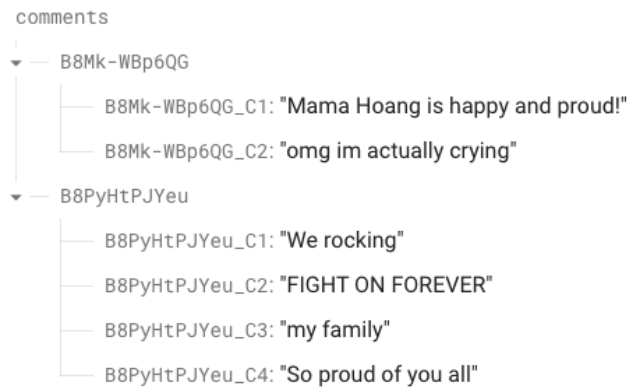 comments
B8Mk-WBp6QG
B8Mk-WBp6QG_C1: "Mama Hoang is happy and proud!"
B8Mk-WBp6QG_C2: "omg im actually crying"
B8PyHtPJYeu
B8PyHtPJYeu_C1: "We rocking"
B8PyHtPJYeu_C2: "FIGHT ON FOREVER"
B8PyHtPJYeu_C3: "my family"
B8PyHtPJYeu_C4: "So proud of you all"